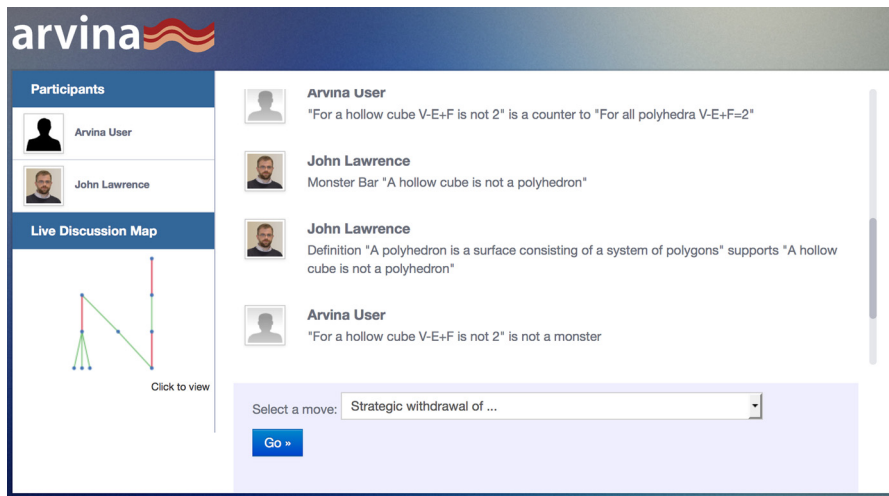 arvina
Participants
Arvina User
John Lawrence
Live Discussion Map
Click to view
Arvina User
"For a hollow cube V-E+F is not 2" is a counter to "For all polyhedra V-E+F=2"
John Lawrence
Monster Bar "A hollow cube is not a polyhedron"
John Lawrence
Definition "A polyhedron is a surface consisting of a system of polygons" supports "A hollow
cube is not a polyhedron"
Arvina User
"For a hollow cube V-E+F is not 2" is not a monster
Select a move: Strategic withdrawal of ...
Go »